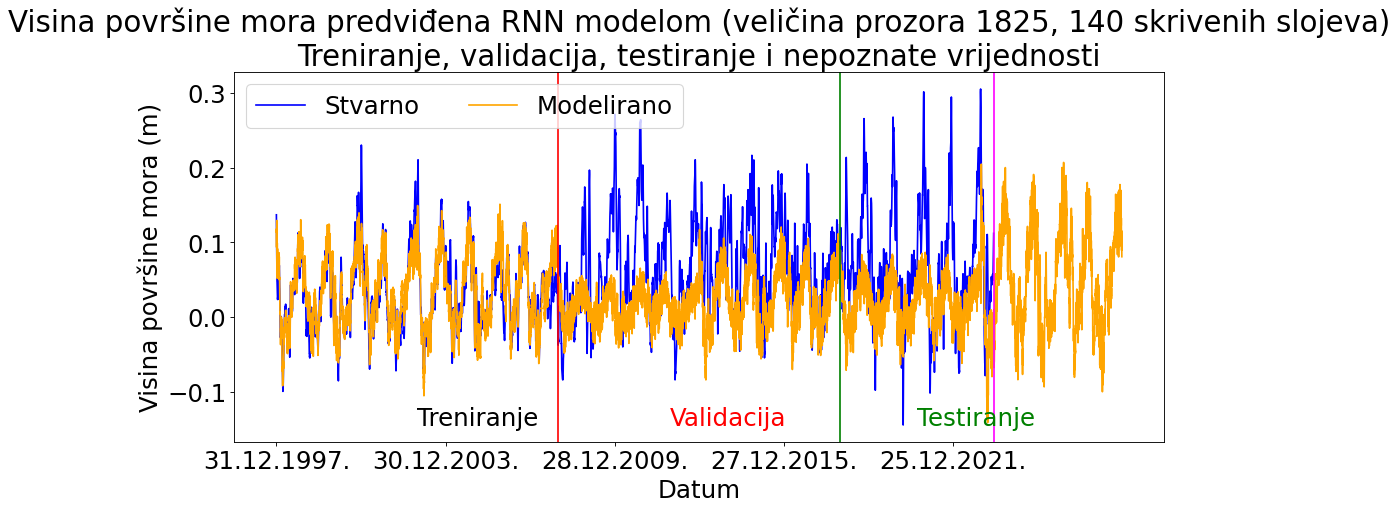 Visina površine mora predviđena RNN modelom (veličina prozora 1825, 140 skrivenih slojeva)
Treniranje, validacija, testiranje i nepoznate vrijednosti
Stvarno
Modelirano
Visina površine mora (m)
0.3
0.2
0.1
0.0
−0.1
Treniranje
Validacija
Testiranje
31.12.1997.
30.12.2003.
28.12.2009.
27.12.2015.
25.12.2021.
Datum